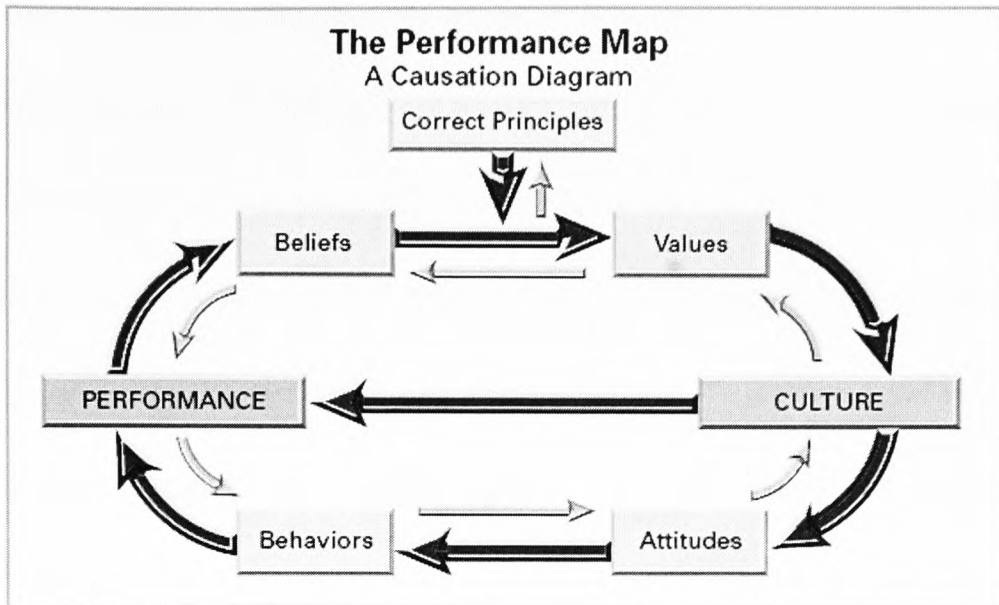 The Performance Map
A Causation Diagram
Correct Principles
Beliefs
Values
PERFORMANCE
CULTURE
Behaviors
Attitudes